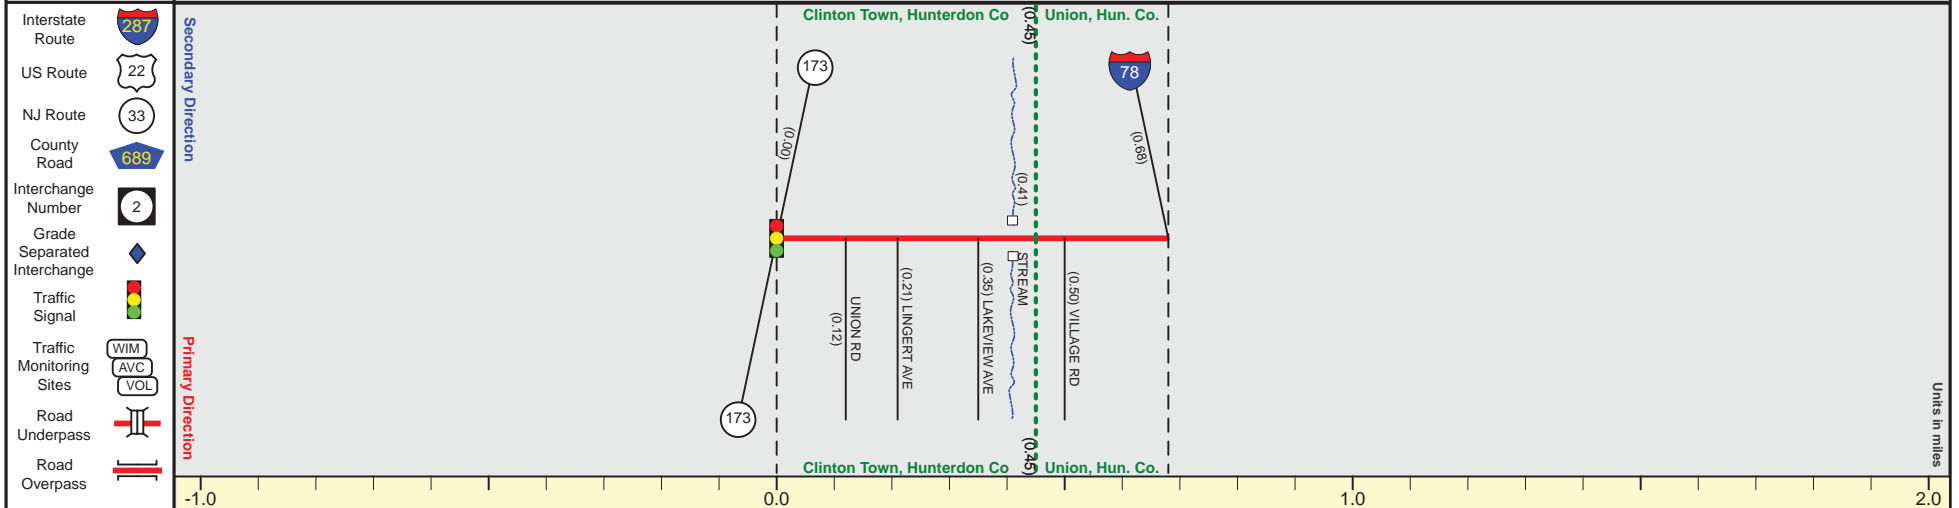 Interstate
Route
287
US Route
22
NJ Route
33
County
Road
689
Interchange
Number
2
Grade
Separated
Interchange
Traffic
Signal
Traffic
Monitoring
Sites
WIM
AVC
VOL
Road
Underpass
Road
Overpass
Secondary Direction
Primary Direction
Clinton Town, Hunterdon Co
(0.45)
Union, Hun. Co.
173
(0.00)
78
(0.68)
(0.41)
STREAM
UNION RD
(0.12)
(0.21) LINGERT AVE
(0.35) LAKEVIEW AVE
(0.50) VILLAGE RD
173
Clinton Town, Hunterdon Co
(0.45)
Union, Hun. Co.
Units in miles
-1.0
0.0
1.0
2.0